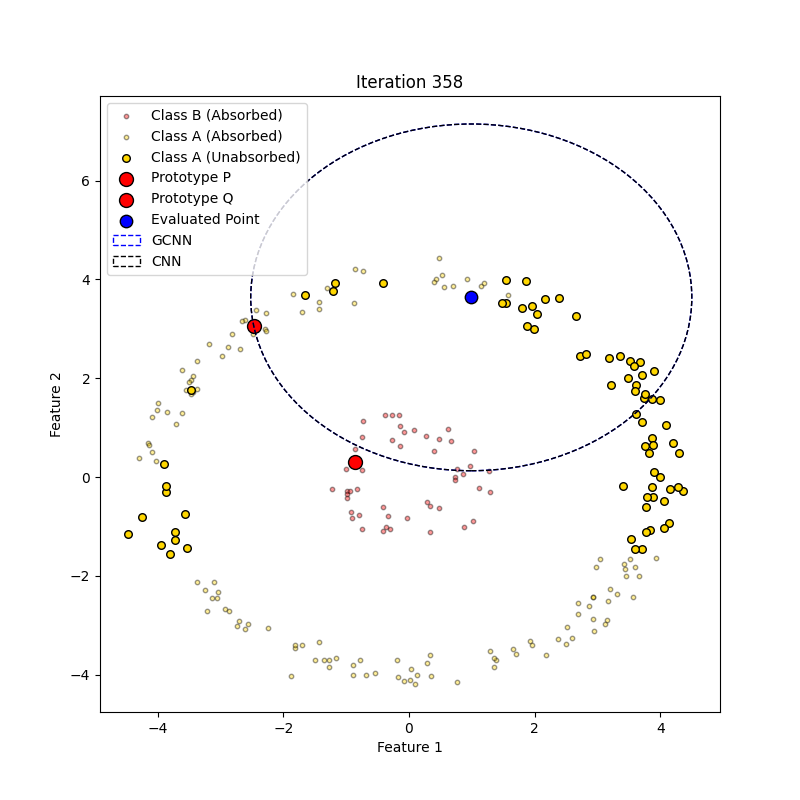 Iteration 358
Class B (Absorbed)
Class A (Absorbed)
Class A (Unabsorbed)
Prototype P
Prototype Q
Evaluated Point
GCNN
CNN
6
4
2
0
−2
−4
Feature 2
−4
−2
0
2
4
Feature 1